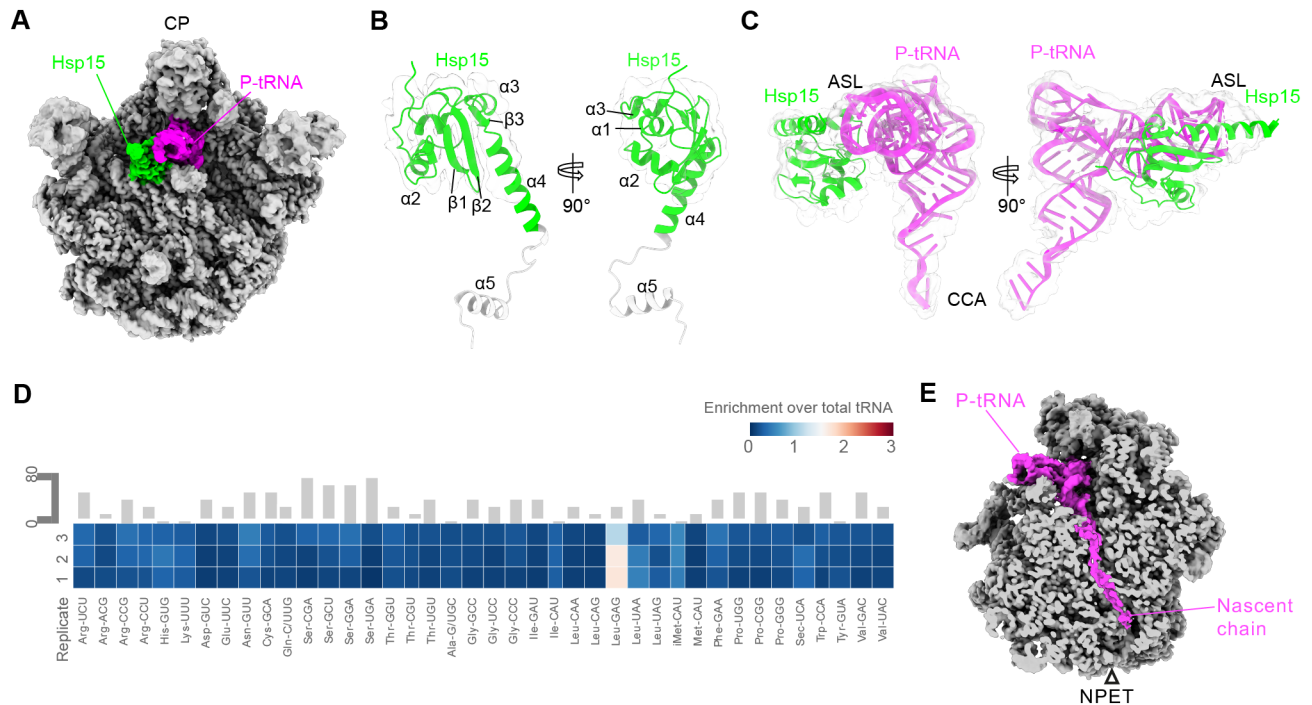 A
CP
Hsp15
P-tRNA
B
Hsp15
α3
β3
α4
α2
β1
β2
α5
90°
Hsp15
α3
α1
α2
α4
α5
C
P-tRNA
ASL
Hsp15
CCA
90°
P-tRNA
ASL
Hsp15
D
Enrichment over total tRNA
0 1 2 3
80
0
3
2
1
Replicate
Arg-UCU
Arg-ACG
Arg-CCG
Arg-CCU
His-GUG
Lys-UUU
Asp-GUC
Glu-UUC
Asn-GUU
Cys-GCA
Gln-C/UUG
Ser-CGA
Ser-GCU
Ser-GGA
Ser-UGA
Thr-GGU
Thr-CGU
Thr-UGU
Ala-G/UGC
Gly-GCC
Gly-UCC
Gly-CCC
Ile-GAU
Ile-CAU
Leu-CAA
Leu-CAG
Leu-GAG
Leu-UAA
Leu-UAG
iMet-CAU
Met-CAU
Phe-GAA
Pro-UGG
Pro-CGG
Pro-GGG
Sec-UCA
Trp-CCA
Tyr-GUA
Val-GAC
Val-UAC
E
P-tRNA
Nascent
chain
NPET